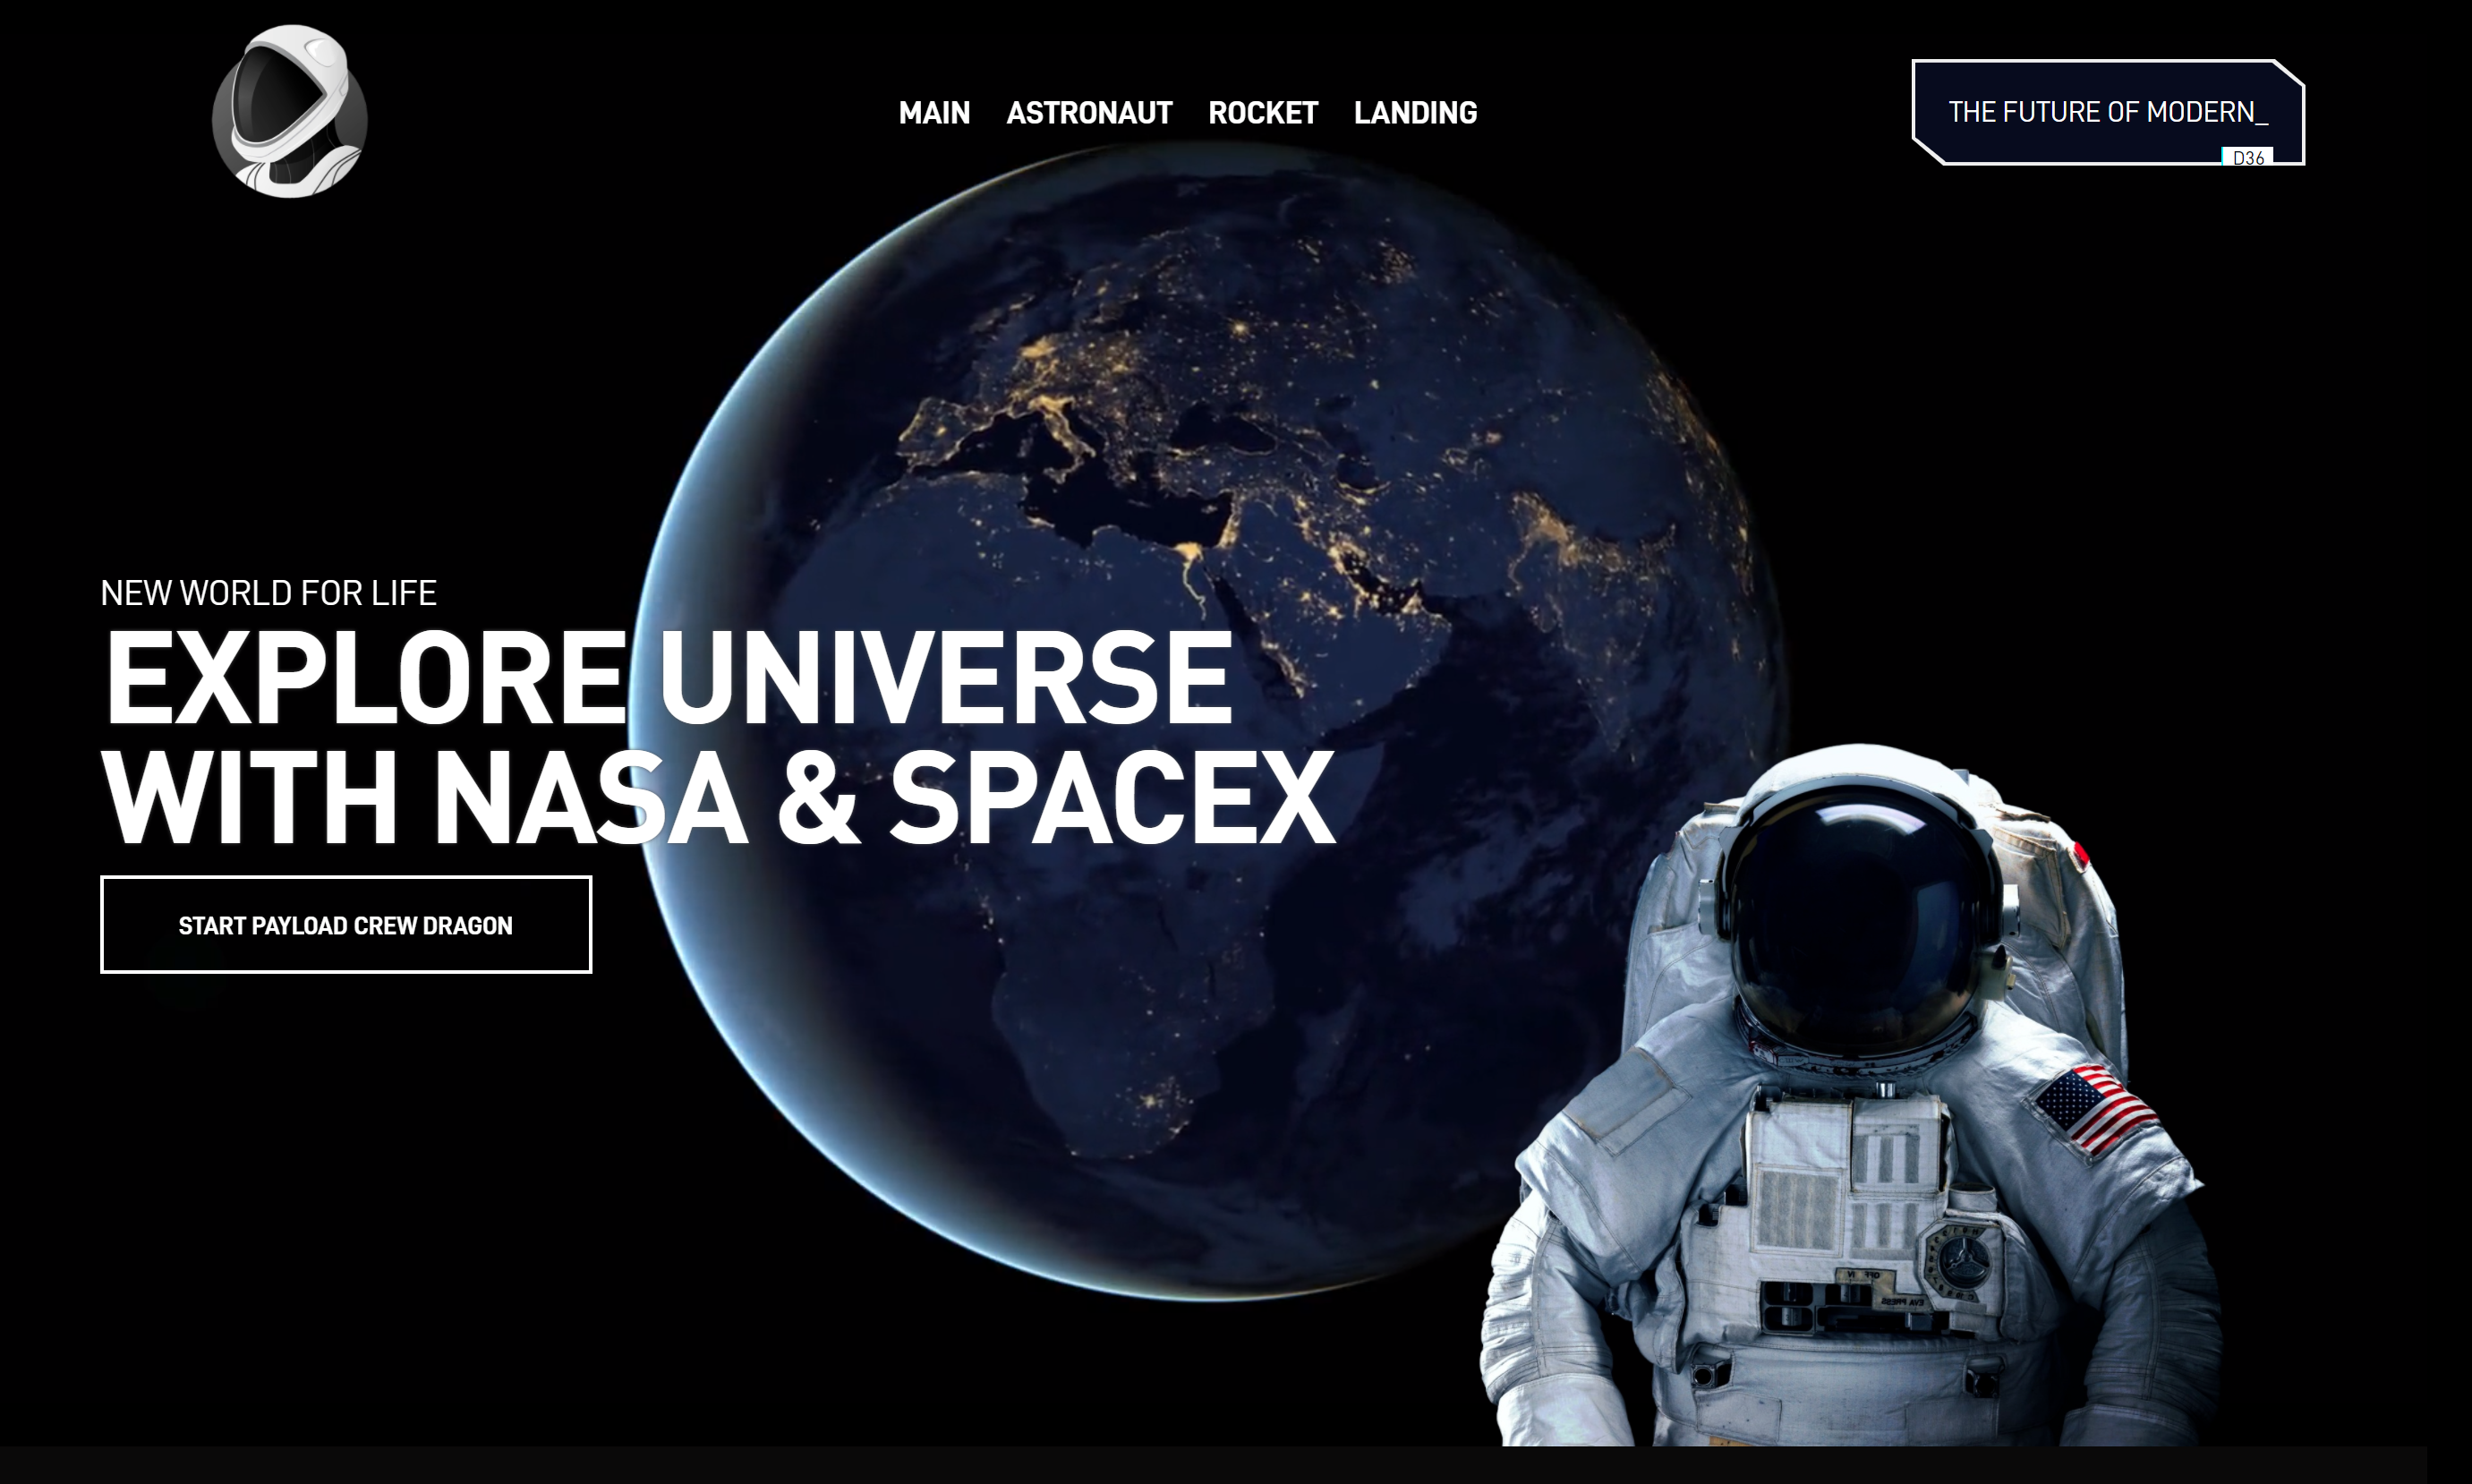 MAIN ASTRONAUT ROCKET LANDING
THE FUTURE OF MODERN_
D36
NEW WORLD FOR LIFE
EXPLORE UNIVERSE
WITH NASA & SPACEX
START PAYLOAD CREW DRAGON